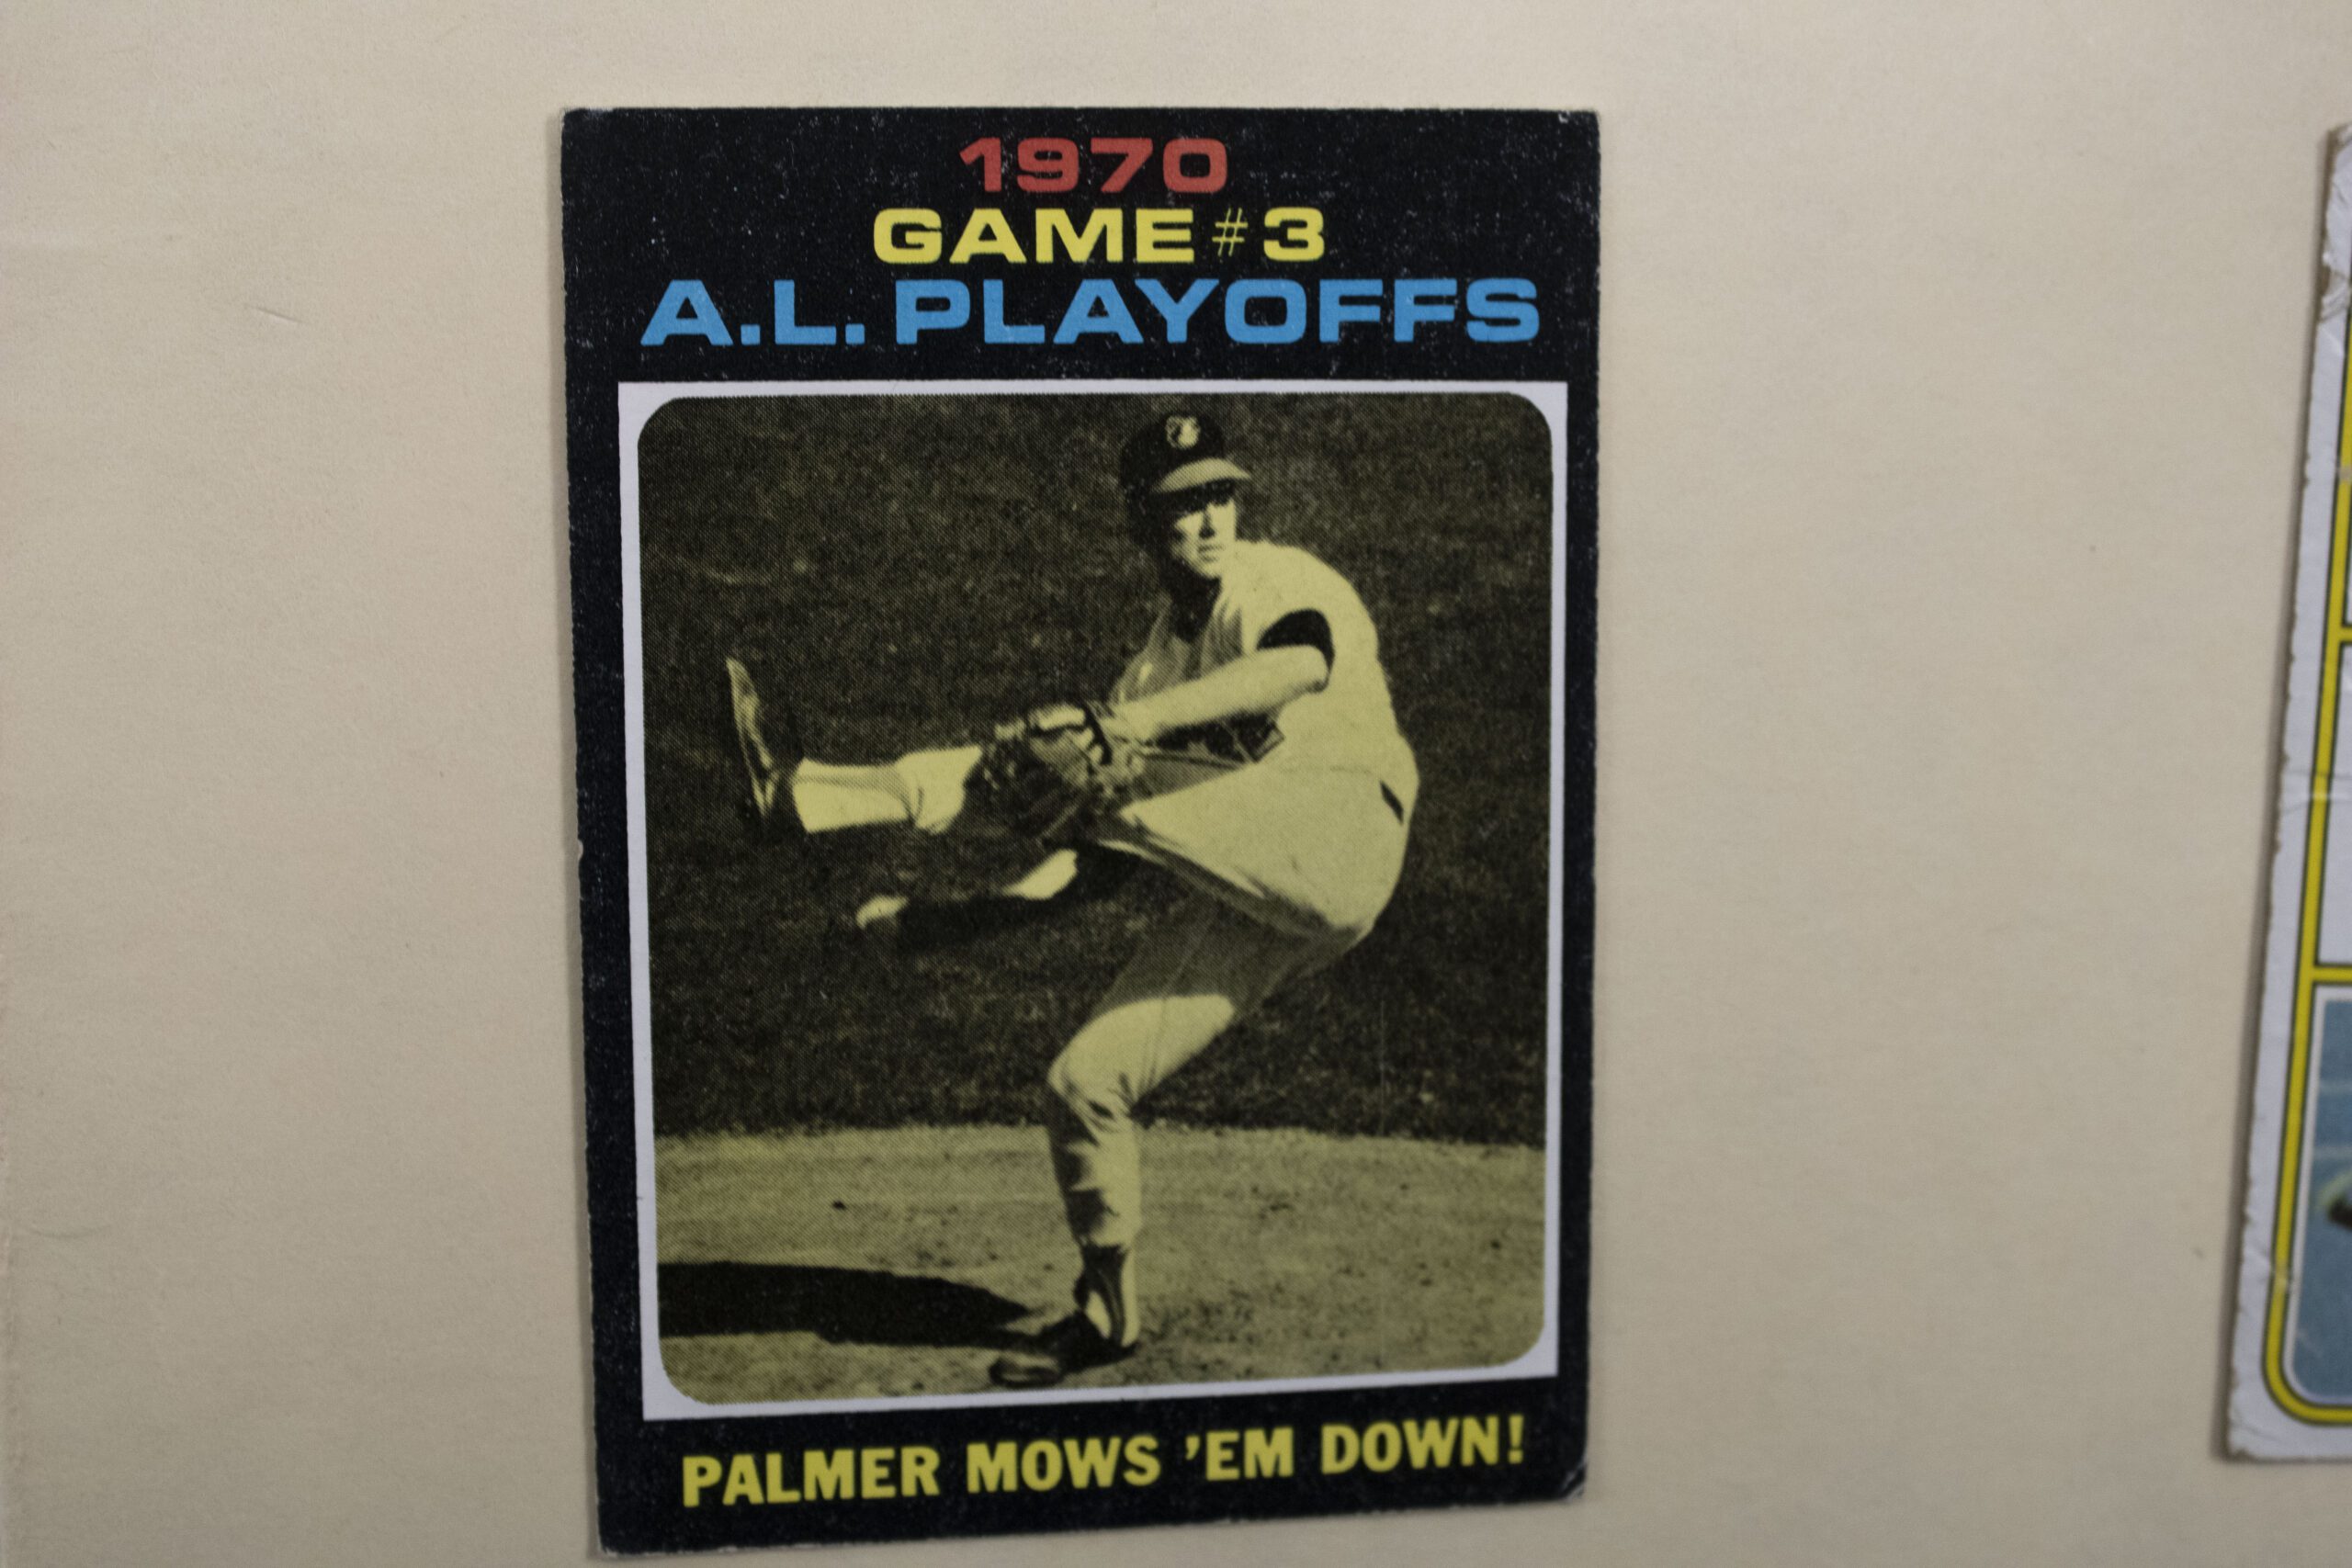 1970
GAME #3
A.L. PLAYOFFS
PALMER MOWS 'EM DOWN!